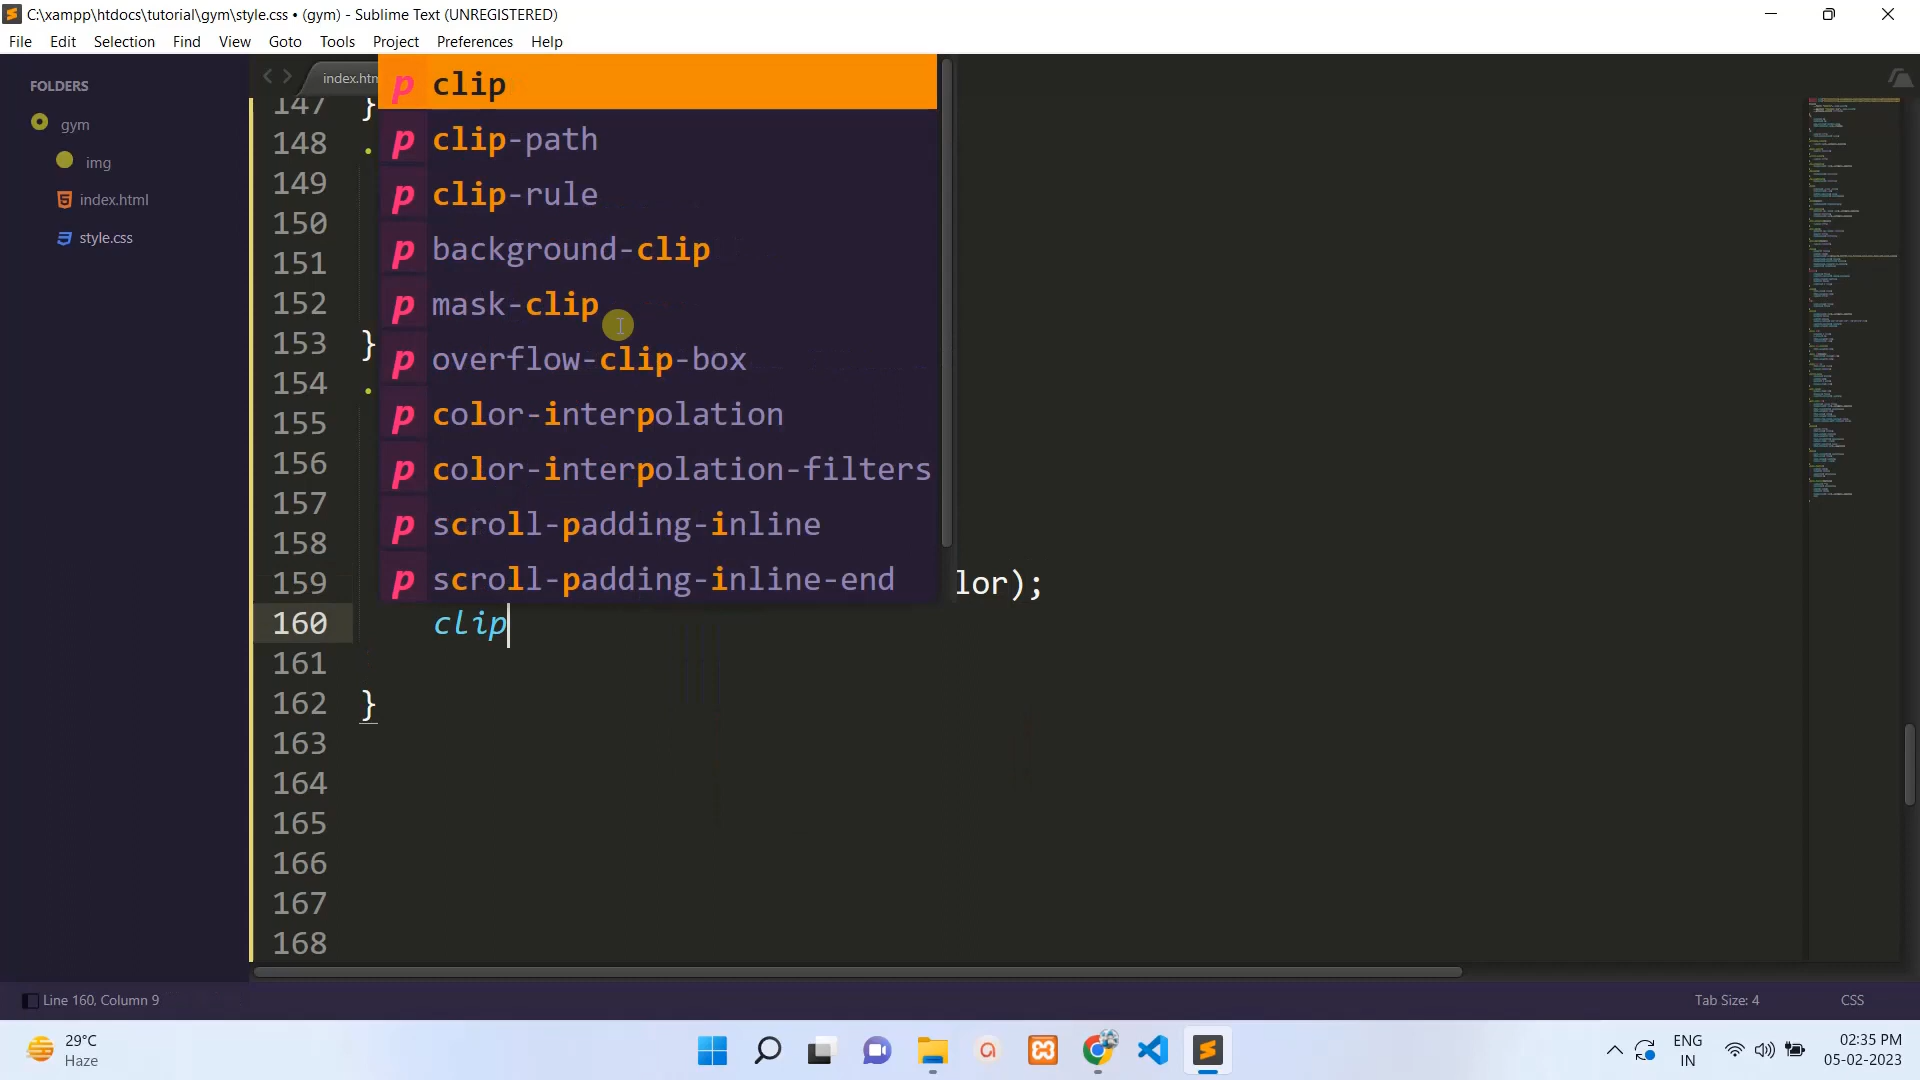 C:\xampp\htdocs\tutorial\gym\style.css • (gym) - Sublime Text (UNREGISTERED)
File Edit Selection Find View Goto Tools Project Preferences Help
FOLDERS
gym
img
index.html
style.css
index.htm
p clip
p clip-path
p clip-rule
p background-clip
p mask-clip
p overflow-clip-box
p color-interpolation
p color-interpolation-filters
p scroll-padding-inline
p scroll-padding-inline-end
147 }
148 .
149
150
151
152
153 }
154 .
155
156
157
158
159 lor);
160 clip
161
162 }
163
164
165
166
167
168
Line 160, Column 9
Tab Size: 4
CSS
29°C
Haze
ENG
IN
02:35 PM
05-02-2023